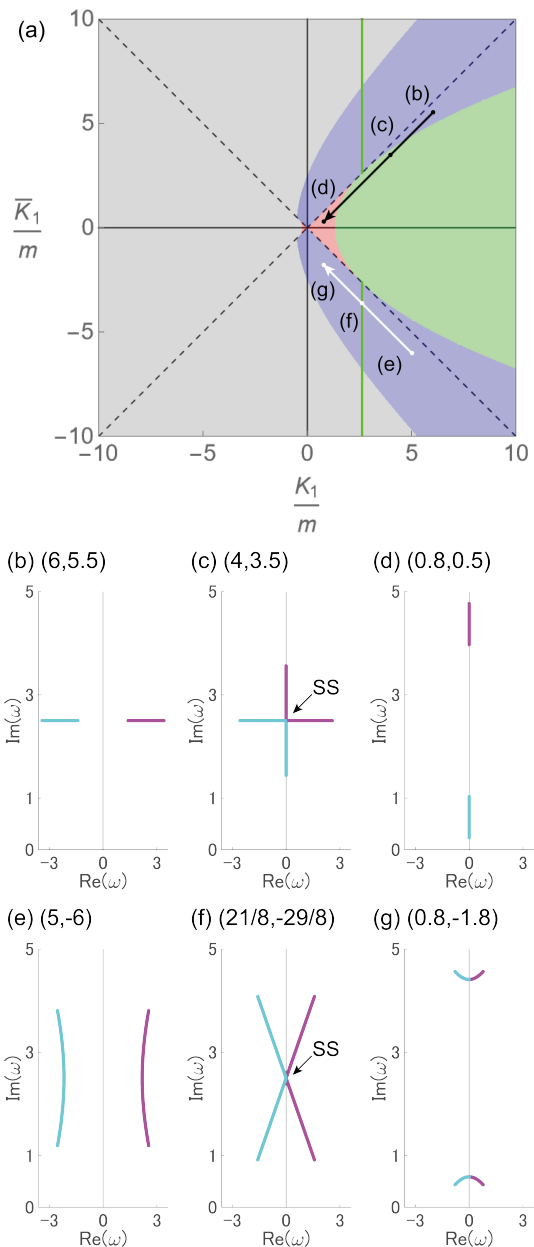 (a)
10
5
0
−5
−10
K̅₁
m
(b)
(c)
(d)
(g)
(f)
(e)
−10 −5 0 5 10
K₁
m
(b) (6,5.5) (c) (4,3.5) (d) (0.8,0.5)
5 5 5
SS
3 3 3
Im(ω) Im(ω) Im(ω)
1 1 1
0 0 0
−3 0 3 −3 0 3 −3 0 3
Re(ω) Re(ω) Re(ω)
(e) (5,-6) (f) (21/8,-29/8) (g) (0.8,-1.8)
5 5 5
SS
3 3 3
Im(ω) Im(ω) Im(ω)
1 1 1
0 0 0
−3 0 3 −3 0 3 −3 0 3
Re(ω) Re(ω) Re(ω)